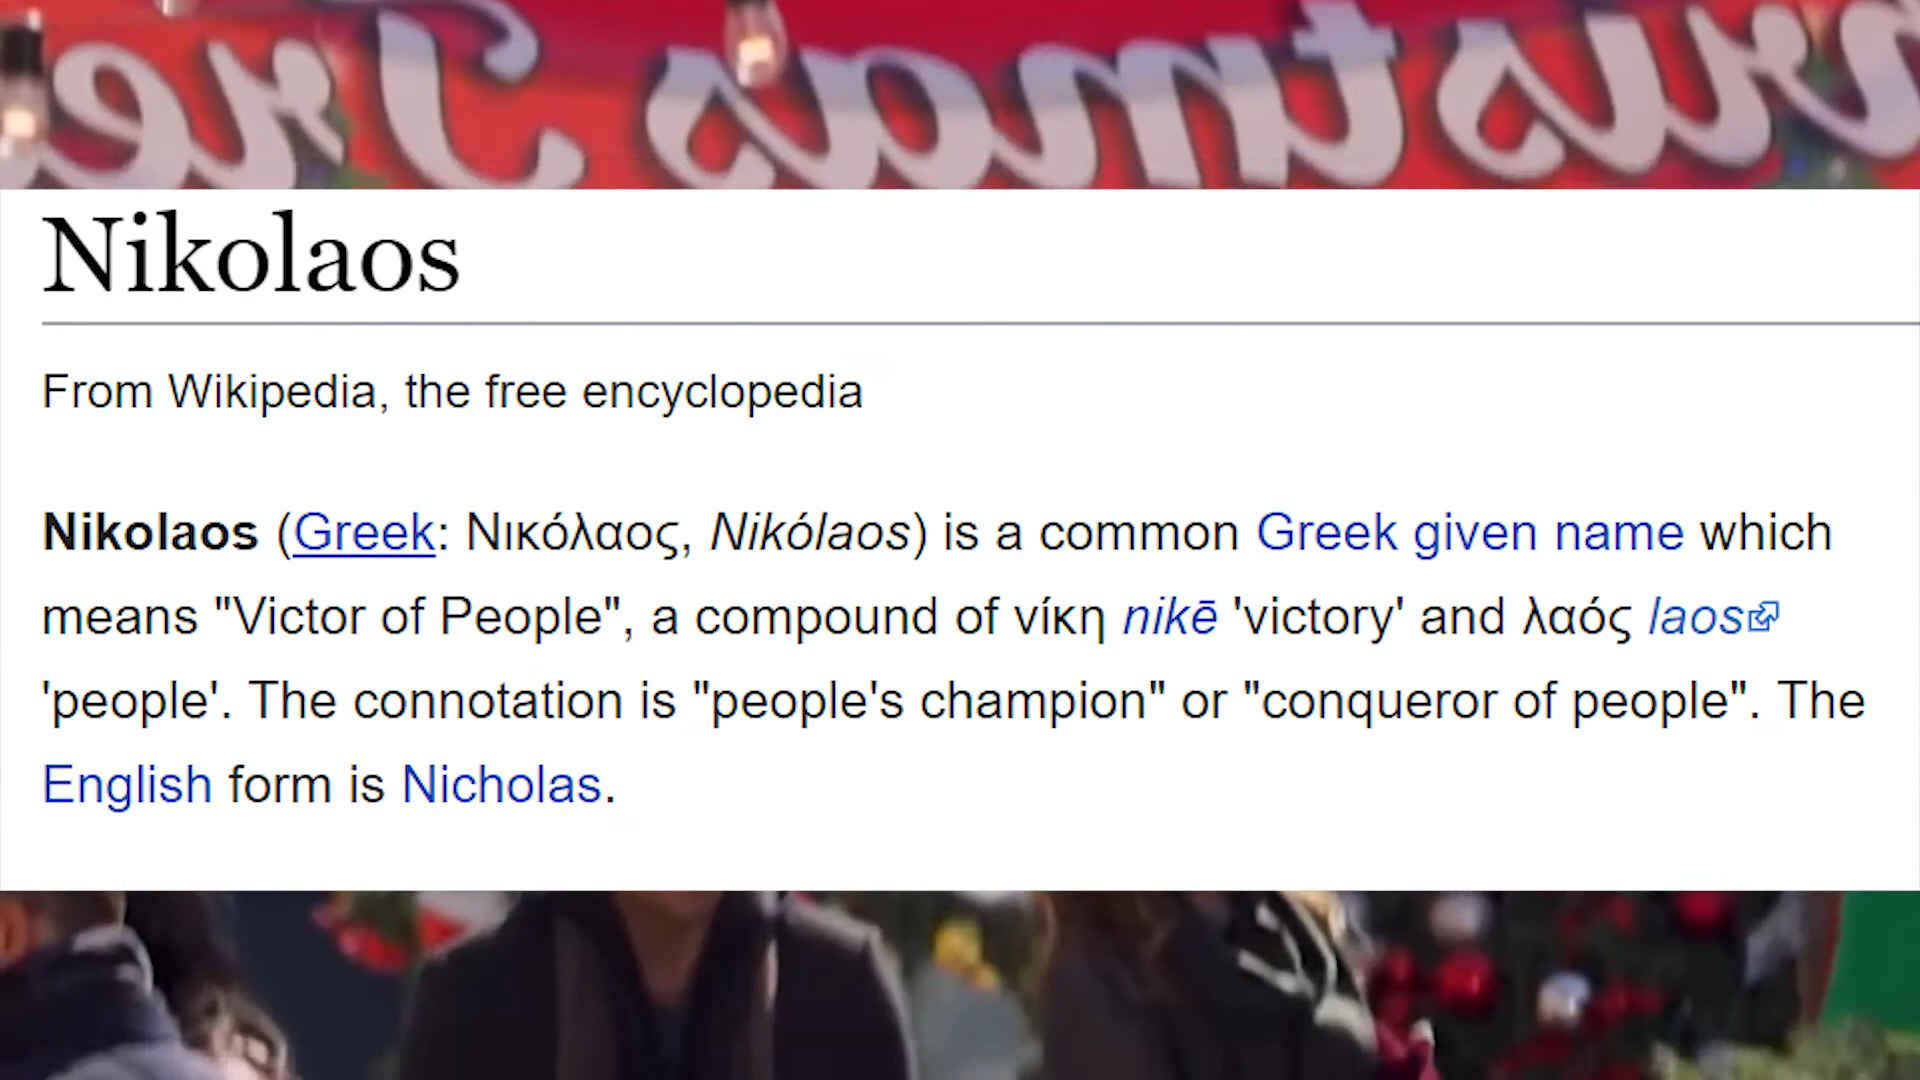 Nikolaos
From Wikipedia, the free encyclopedia
Nikolaos (Greek: Νικόλαος, Nikólaos) is a common Greek given name which
means "Victor of People", a compound of νίκη nikē 'victory' and λαός laos
'people'. The connotation is "people's champion" or "conqueror of people". The
English form is Nicholas.